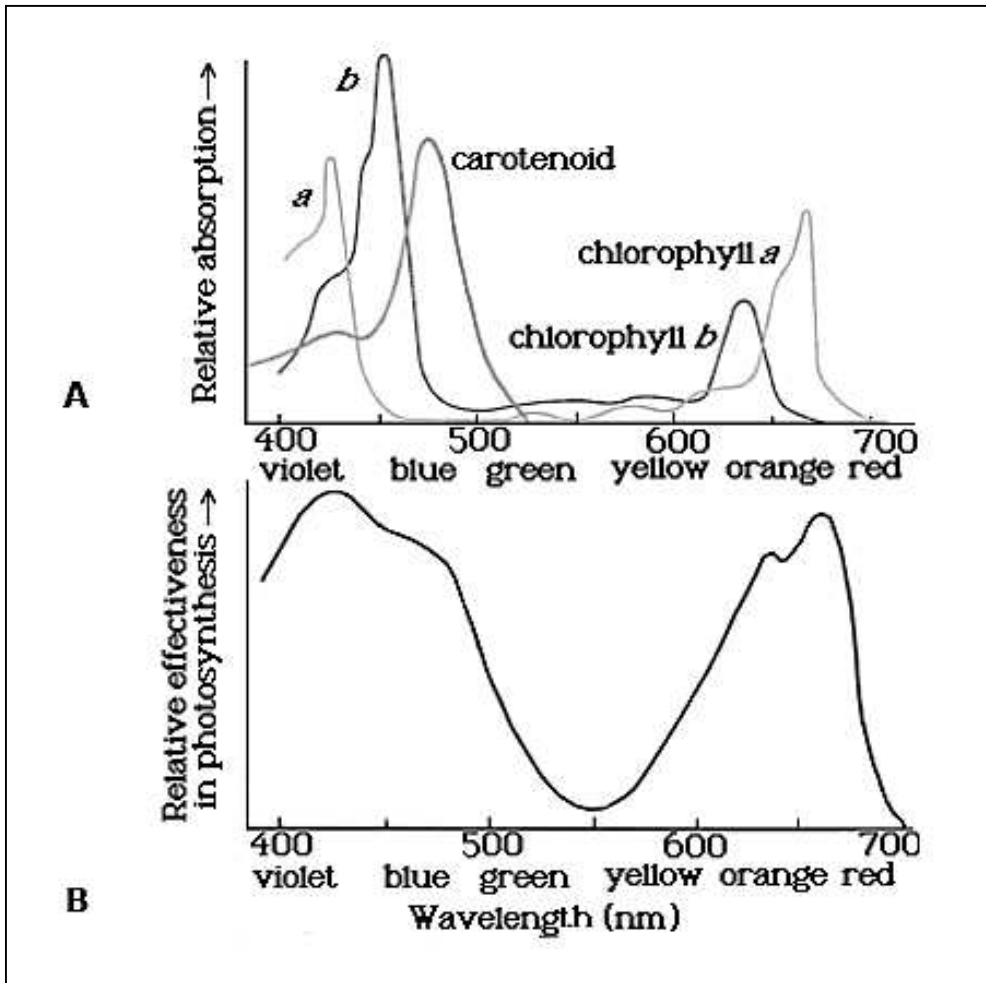 Relative absorption →
a
b
carotenoid
chlorophyll a
chlorophyll b
A
400 500 600 700
violet blue green yellow orange red
Relative effectiveness
in photosynthesis →
400 500 600 700
violet blue green yellow orange red
B
Wavelength (nm)